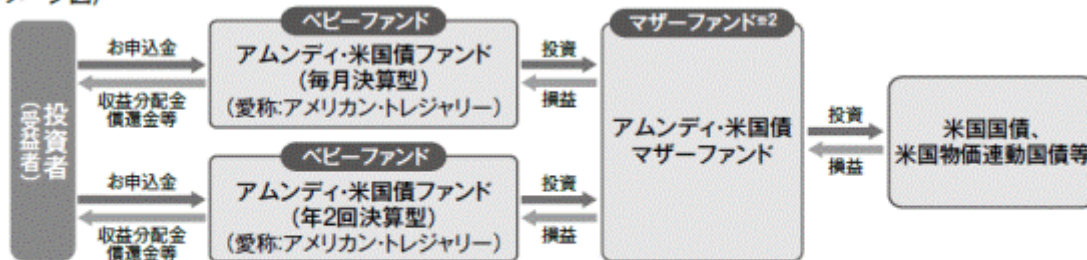 投資者
(受益者)
お申込金
収益分配金
償還金等
ベビーファンド
アムンディ・米国債ファンド
(毎月決算型)
(愛称:アメリカン・トレジャリー)
投資
損益
お申込金
収益分配金
償還金等
ベビーファンド
アムンディ・米国債ファンド
(年2回決算型)
(愛称:アメリカン・トレジャリー)
投資
損益
マザーファンド※2
アムンディ・米国債
マザーファンド
投資
損益
米国国債、
米国物価連動国債等